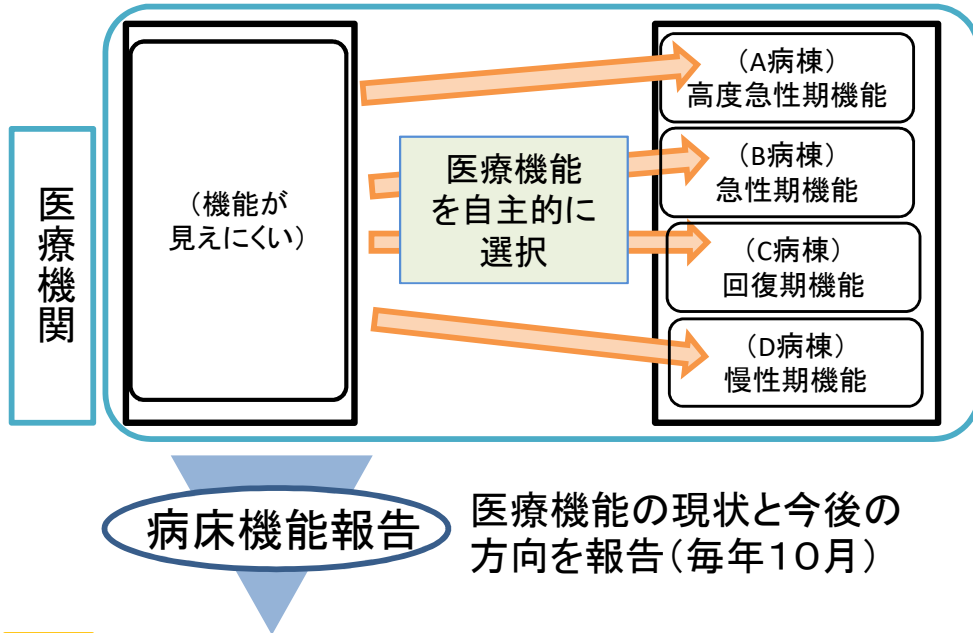 医療機関
（機能が
見えにくい）
医療機能
を自主的に
選択
（A病棟）
高度急性期機能
（B病棟）
急性期機能
（C病棟）
回復期機能
（D病棟）
慢性期機能
病床機能報告
医療機能の現状と今後の
方向を報告（毎年１０月）